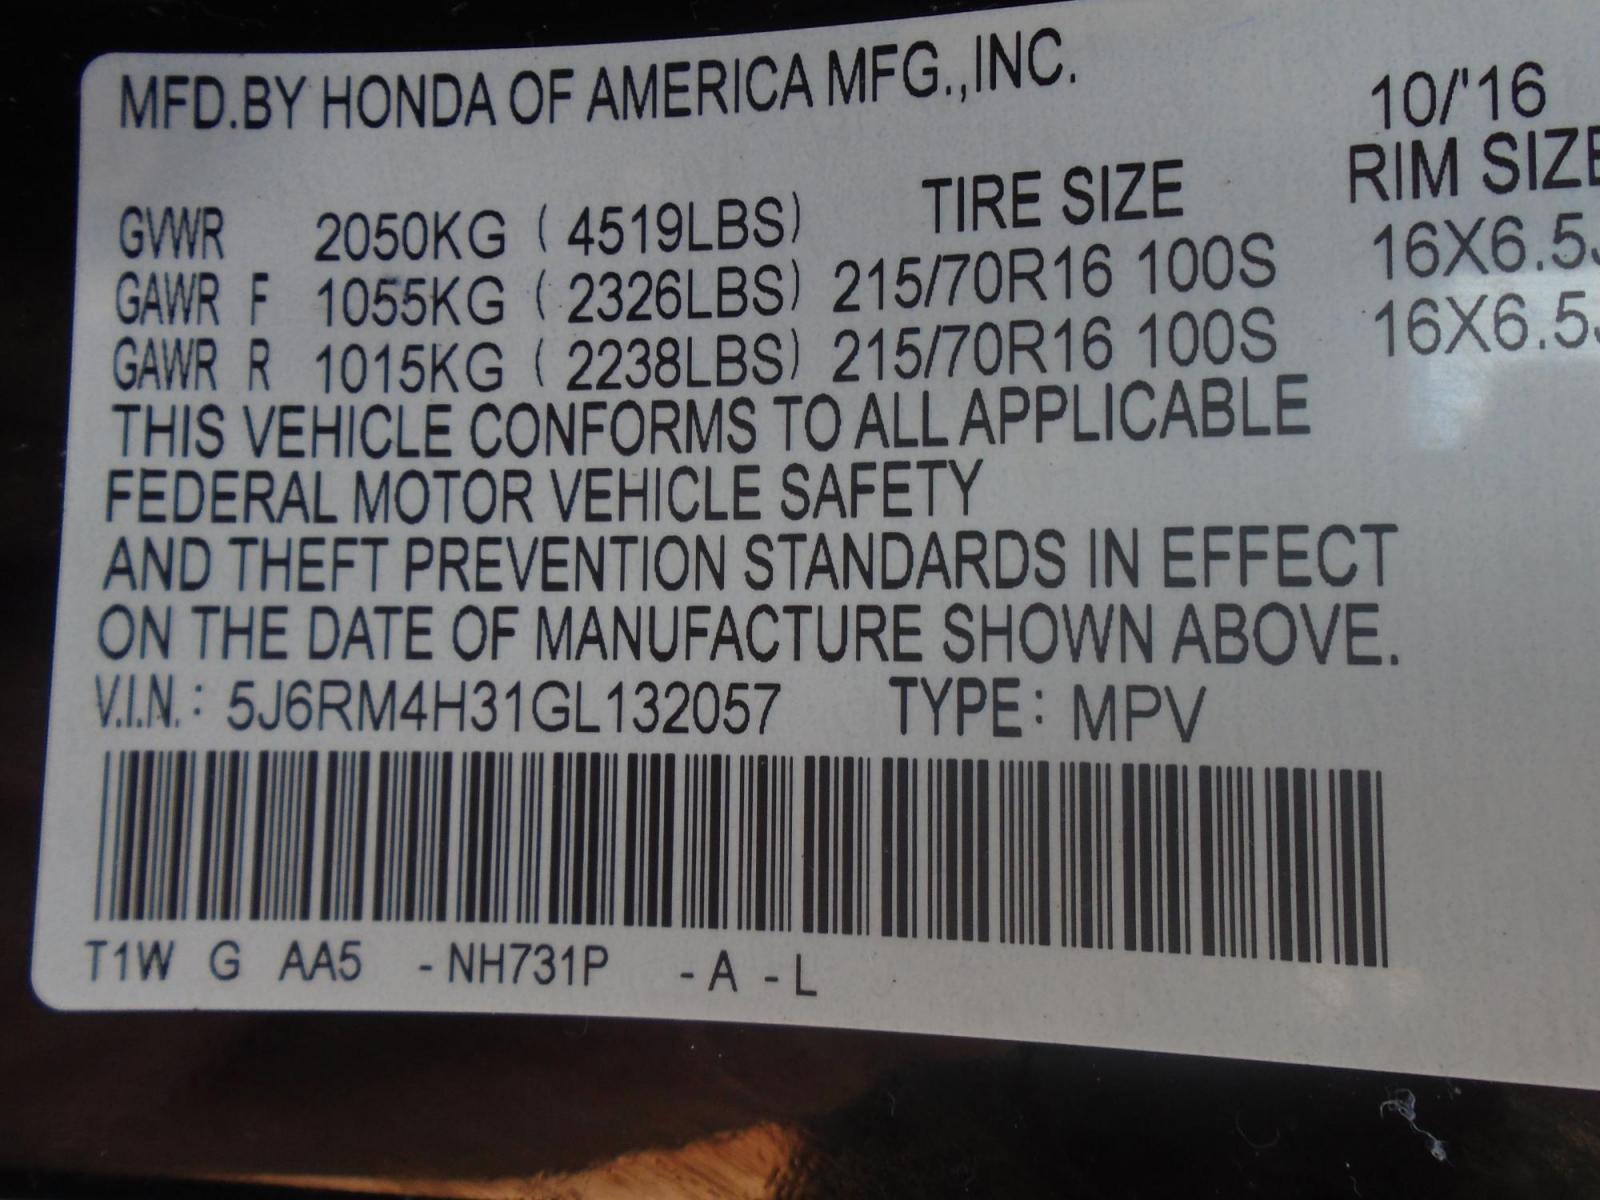 MFD.BY HONDA OF AMERICA MFG.,INC. 10/'16
TIRE SIZE RIM SIZE
GVWR 2050KG (4519LBS)
GAWR F 1055KG (2326LBS) 215/70R16 100S 16X6.5J
GAWR R 1015KG (2238LBS) 215/70R16 100S 16X6.5J
THIS VEHICLE CONFORMS TO ALL APPLICABLE
FEDERAL MOTOR VEHICLE SAFETY
AND THEFT PREVENTION STANDARDS IN EFFECT
ON THE DATE OF MANUFACTURE SHOWN ABOVE.
V.I.N.: 5J6RM4H31GL132057 TYPE: MPV
T1W G AA5 -NH731P -A -L